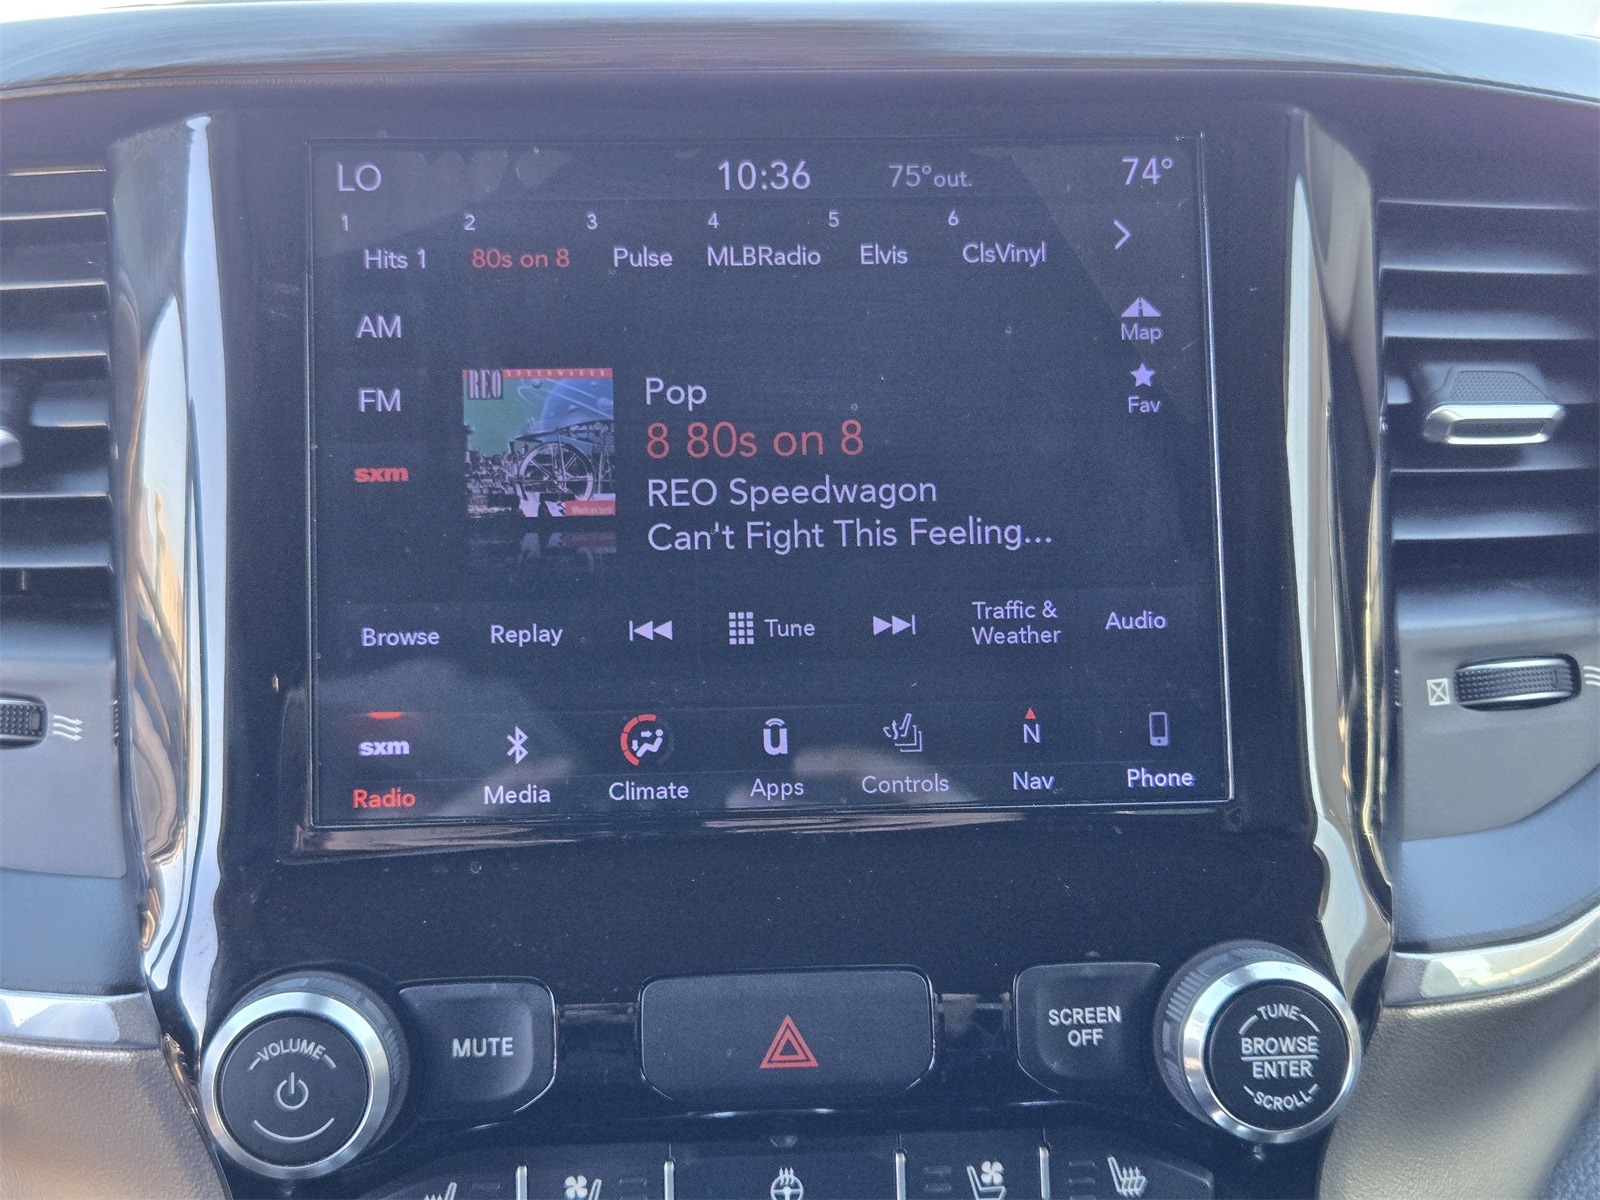 LO 10:36 75°out. 74°
1 2 3 4 5 6
Hits 1 80s on 8 Pulse MLBRadio Elvis ClsVinyl
AM
Map
FM
Fav
sxm
REO SPEEDWAGON
Pop
8 80s on 8
REO Speedwagon
Can't Fight This Feeling...
Browse Replay Tune Traffic &
Weather Audio
sxm N
Radio Media Climate Apps Controls Nav Phone
VOLUME
MUTE
SCREEN
OFF
TUNE
BROWSE
ENTER
SCROLL